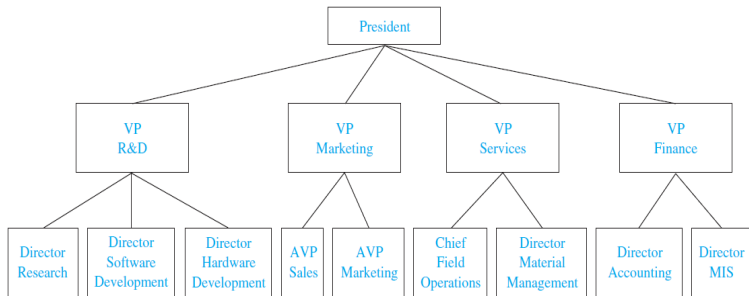 President
VP
R&D
VP
Marketing
VP
Services
VP
Finance
Director
Research
Director
Software
Development
Director
Hardware
Development
AVP
Sales
AVP
Marketing
Chief
Field
Operations
Director
Material
Management
Director
Accounting
Director
MIS